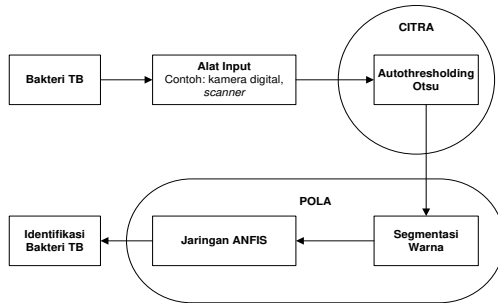 CITRA
Bakteri TB
Alat Input
Contoh: kamera digital,
scanner
Autothresholding
Otsu
POLA
Identifikasi
Bakteri TB
Jaringan ANFIS
Segmentasi
Warna